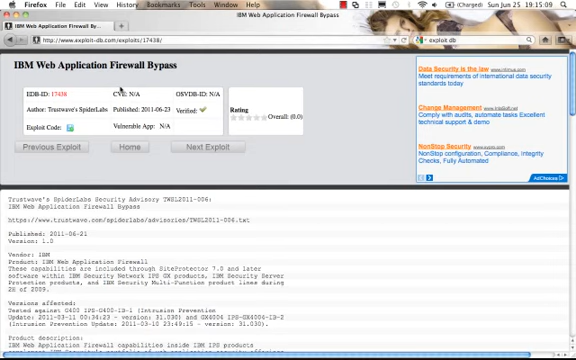 File Edit View History Bookmarks Tools Window Help
(Charged) Sun Jun 25 19:15:09
IBM Web Application Firewall Bypass
IBM Web Application Firewall By...
http://www.exploit-db.com/exploits/17438/
exploit db
IBM Web Application Firewall Bypass
EDB-ID: 17438 CVE: N/A OSVDB-ID: N/A
Author: Trustwave's SpiderLabs Published: 2011-06-23 Verified:
Exploit Code: Vulnerable App: N/A
Rating
Overall: (0.0)
Previous Exploit Home Next Exploit
Data Security is the law
Meet requirements of international data security standards
Change Management
Comply with audits, automate tasks Excellent technical support & demo
NonStop Security
NonStop configuration, Compliance, Integrity Checks, Fully Automated
AdChoices
Trustwave's SpiderLabs Security Advisory TWSL2011-006:
IBM Web Application Firewall Bypass
https://www.trustwave.com/spiderlabs/advisories/TWSL2011-006.txt
Published: 2011-06-21
Version: 1.0
Vendor: IBM
Product: IBM Web Application Firewall
These capabilities are included through SiteProtector 7.0 and later
software within IBM Security Network IPS GX products, IBM Security Server
Protection products, and IBM Security Multi-Function product lines during
2H of 2009.
Versions affected:
Tested against G400 IPS-G400-IB-1 (Intrusion Prevention
Update: 2011-03-11 00:34:23 - version: 31.030) and GX4004 IPS-GX4004-IB-2
(Intrusion Prevention Update: 2011-03-10 23:49:15 - version: 31.030).
Product description:
IBM Web Application Firewall capabilities inside IBM IPS products